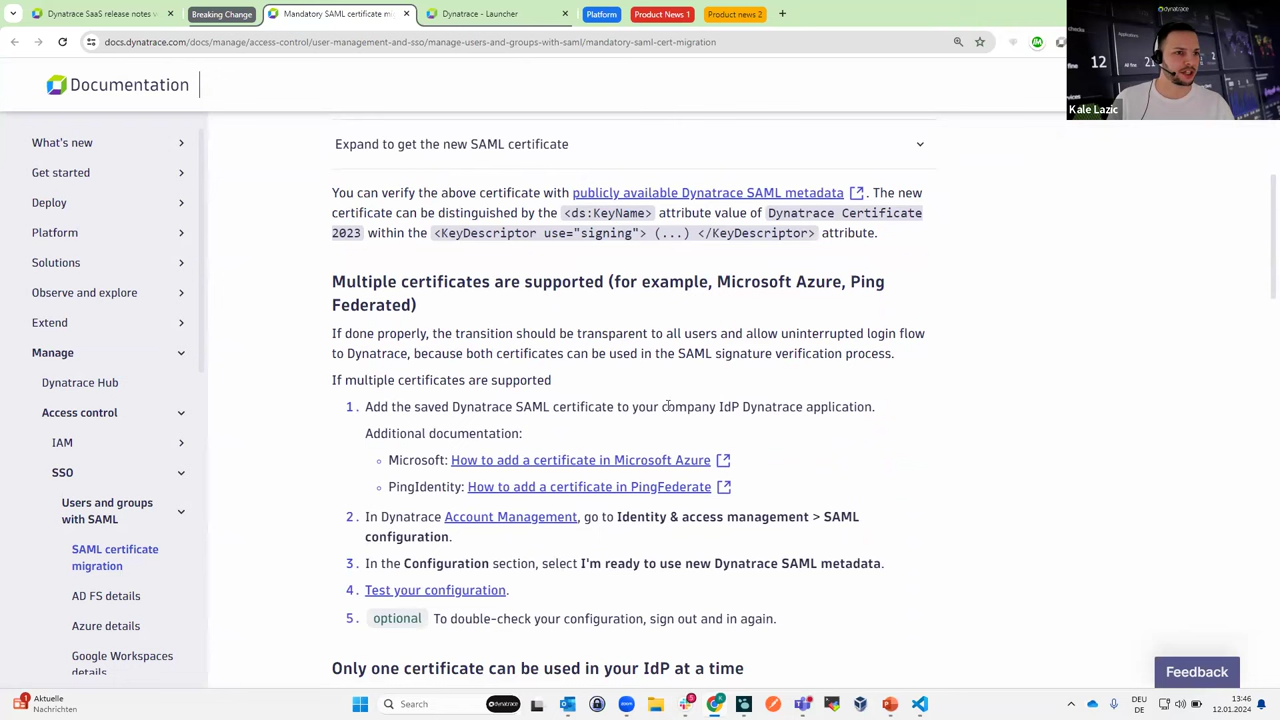 Dynatrace SaaS release notes v
Breaking Change
Mandatory SAML certificate mi
Dynatrace - Launcher
Platform
Product News 1
Product news 2
docs.dynatrace.com/docs/manage/access-control/user-management-and-sso/manage-users-and-groups-with-saml/mandatory-saml-cert-migration
dynatrace
12
Kale Lazic
Documentation
What's new
Get started
Deploy
Platform
Solutions
Observe and explore
Extend
Manage
Dynatrace Hub
Access control
IAM
SSO
Users and groups
with SAML
SAML certificate
migration
AD FS details
Azure details
Google Workspaces
details
Expand to get the new SAML certificate
You can verify the above certificate with publicly available Dynatrace SAML metadata . The new
certificate can be distinguished by the <ds:KeyName> attribute value of Dynatrace Certificate
2023 within the <KeyDescriptor use="signing"> (...) </KeyDescriptor> attribute.
Multiple certificates are supported (for example, Microsoft Azure, Ping
Federated)
If done properly, the transition should be transparent to all users and allow uninterrupted login flow
to Dynatrace, because both certificates can be used in the SAML signature verification process.
If multiple certificates are supported
1. Add the saved Dynatrace SAML certificate to your company IdP Dynatrace application.
Additional documentation:
Microsoft: How to add a certificate in Microsoft Azure
PingIdentity: How to add a certificate in PingFederate
2. In Dynatrace Account Management, go to Identity & access management > SAML
configuration.
3. In the Configuration section, select I'm ready to use new Dynatrace SAML metadata.
4. Test your configuration.
5. optional To double-check your configuration, sign out and in again.
Only one certificate can be used in your IdP at a time
Feedback
Aktuelle
Nachrichten
Search
dynatrace
DEU
DE
13:46
12.01.2024